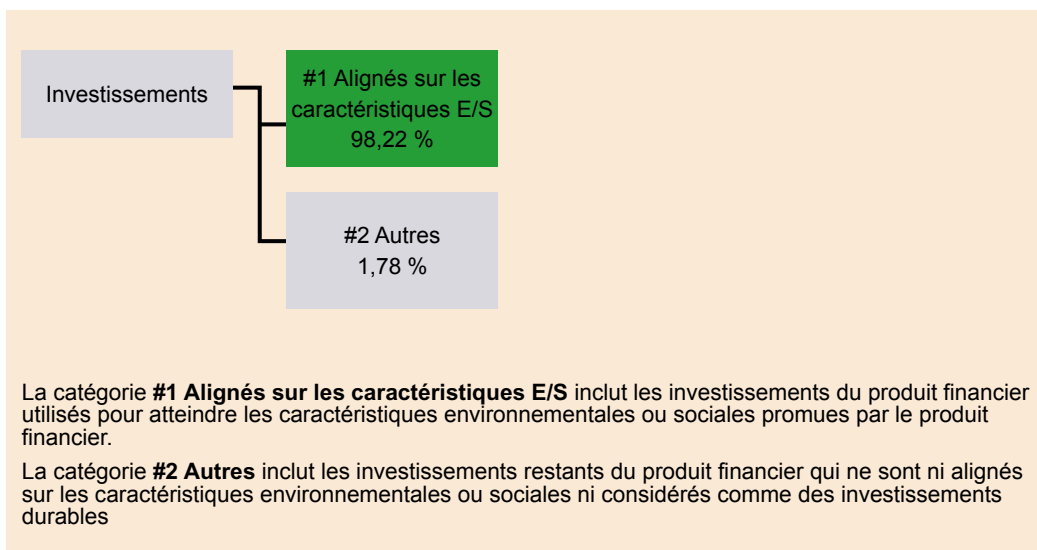 Investissements
#1 Alignés sur les
caractéristiques E/S
98,22 %
#2 Autres
1,78 %
La catégorie #1 Alignés sur les caractéristiques E/S inclut les investissements du produit financier
utilisés pour atteindre les caractéristiques environnementales ou sociales promues par le produit
financier.
La catégorie #2 Autres inclut les investissements restants du produit financier qui ne sont ni alignés
sur les caractéristiques environnementales ou sociales ni considérés comme des investissements
durables